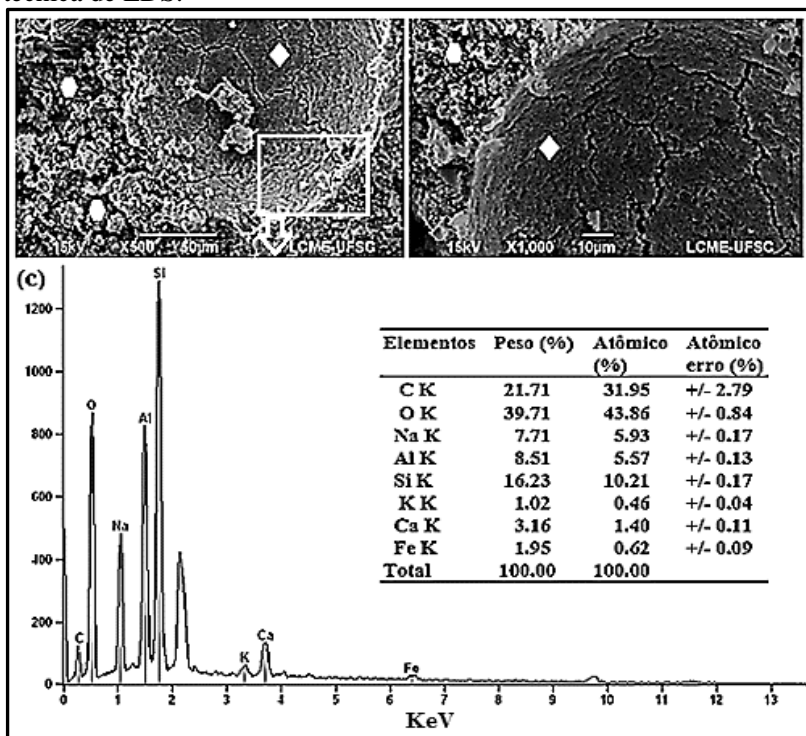 técnica de EDS.
15kV X500 50µm LCME-UFSC
15kV X1,000 10µm LCME-UFSC
(c)
Si
O
Al
Na
C
K
Ca
Fe
1200
1000
800
600
400
200
0
0 1 2 3 4 5 6 7 8 9 10 11 12 13
KeV
Elementos Peso (%) Atômico (%) Atômico erro (%)
C K 21.71 31.95 +/- 2.79
O K 39.71 43.86 +/- 0.84
Na K 7.71 5.93 +/- 0.17
Al K 8.51 5.57 +/- 0.13
Si K 16.23 10.21 +/- 0.17
K K 1.02 0.46 +/- 0.04
Ca K 3.16 1.40 +/- 0.11
Fe K 1.95 0.62 +/- 0.09
Total 100.00 100.00